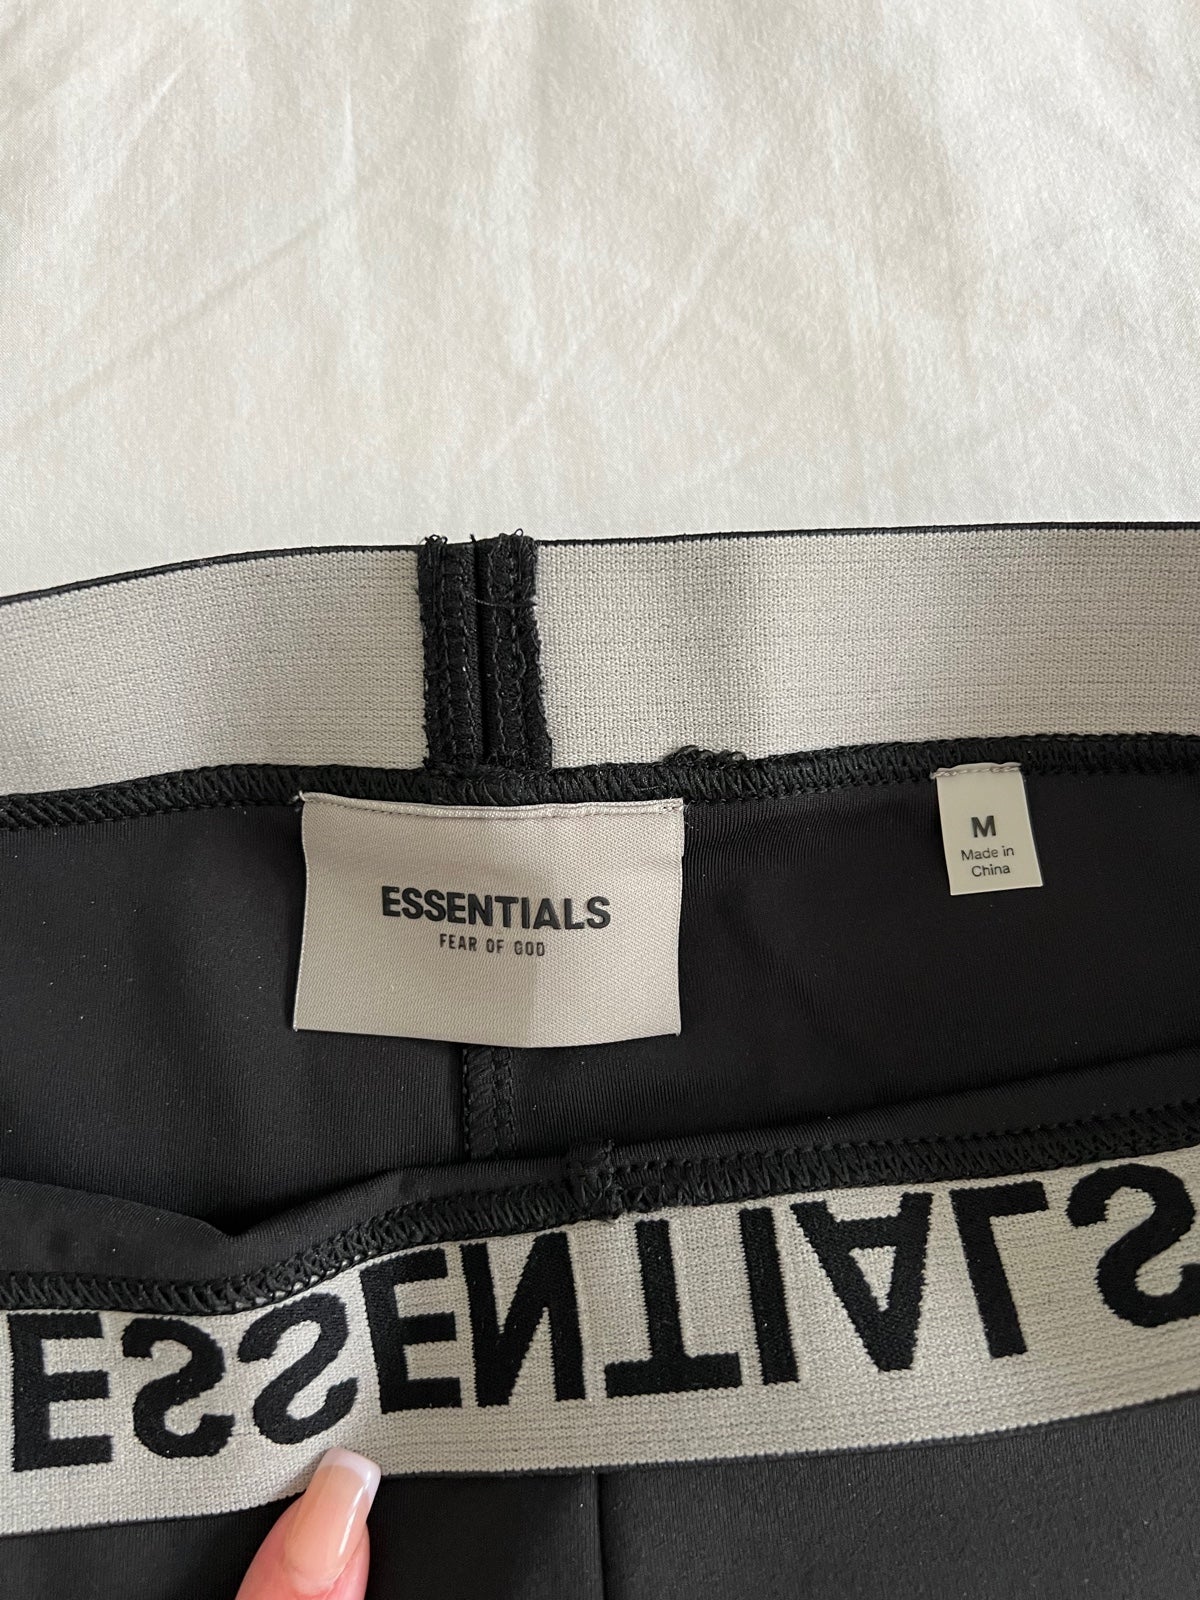 ESSENTIALS
FEAR OF GOD
M
Made in
China
ESSENTIALS